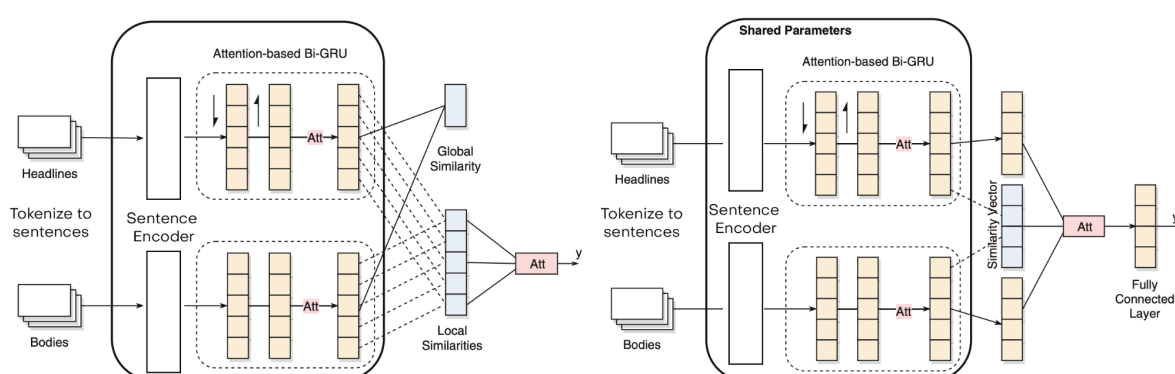 Attention-based Bi-GRU
Headlines
Att
Global
Similarity
Tokenize to
sentences
Sentence
Encoder
Att
y
Att
Bodies
Local
Similarities
Shared Parameters
Attention-based Bi-GRU
Headlines
Att
Tokenize to
sentences
Sentence
Encoder
Similarity Vector
Att
y
Att
Bodies
Fully
Connected
Layer